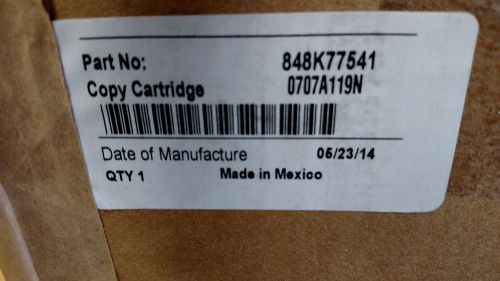 Part No: 848K77541
Copy Cartridge 0707A119N
Date of Manufacture 05/23/14
QTY 1 Made in Mexico